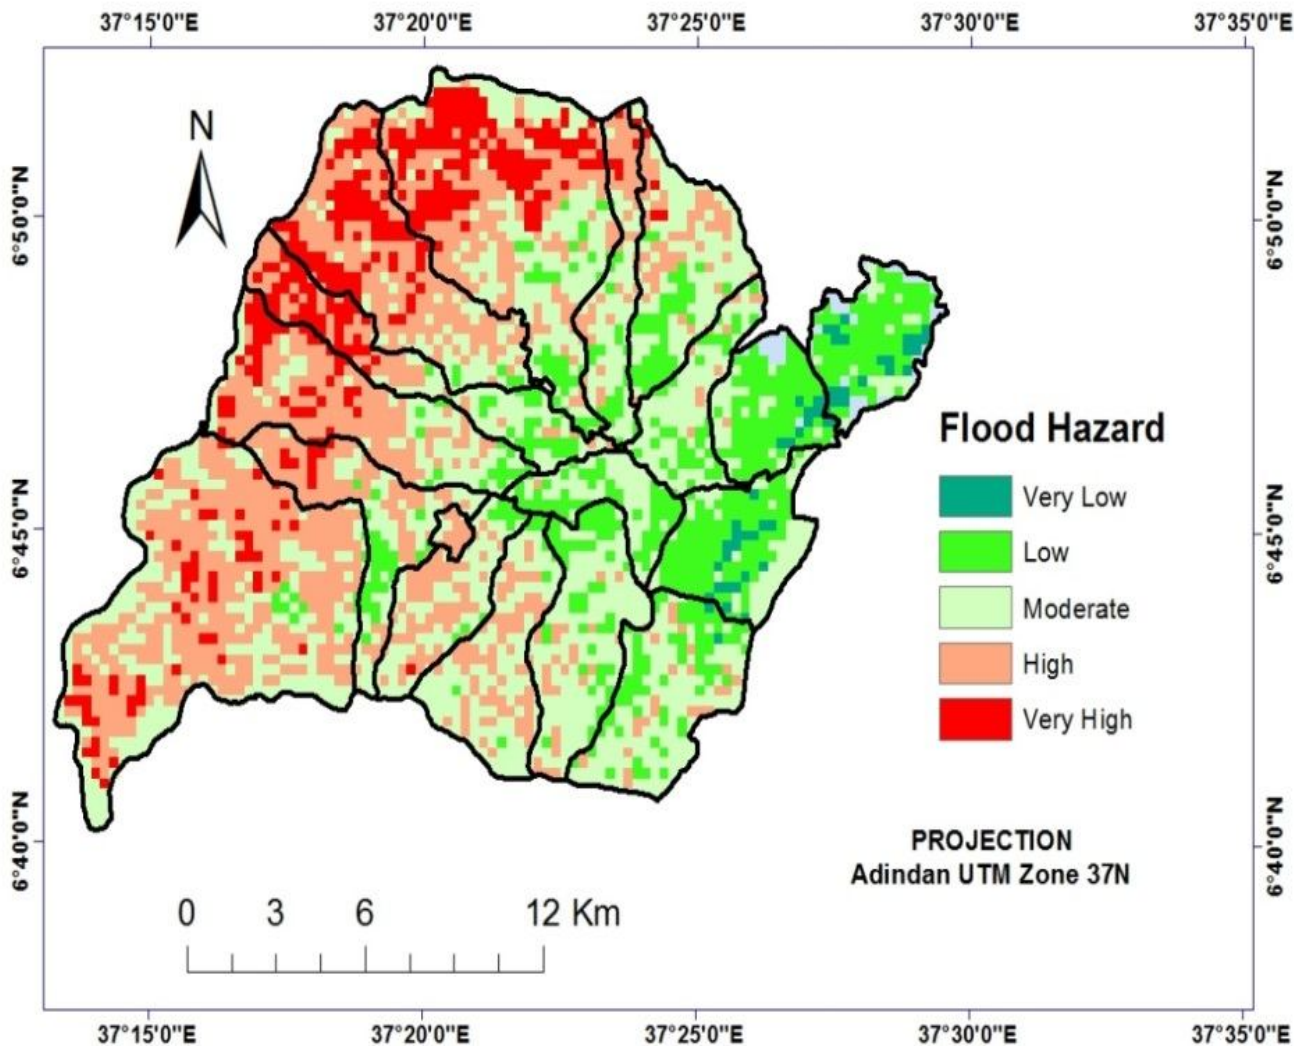 37°15'0"E 37°20'0"E 37°25'0"E 37°30'0"E 37°35'0"E
N
6°50'0"N 6°50'0"N
6°45'0"N 6°45'0"N
6°40'0"N 6°40'0"N
Flood Hazard
Very Low
Low
Moderate
High
Very High
PROJECTION
Adindan UTM Zone 37N
0 3 6 12 Km
37°15'0"E 37°20'0"E 37°25'0"E 37°30'0"E 37°35'0"E